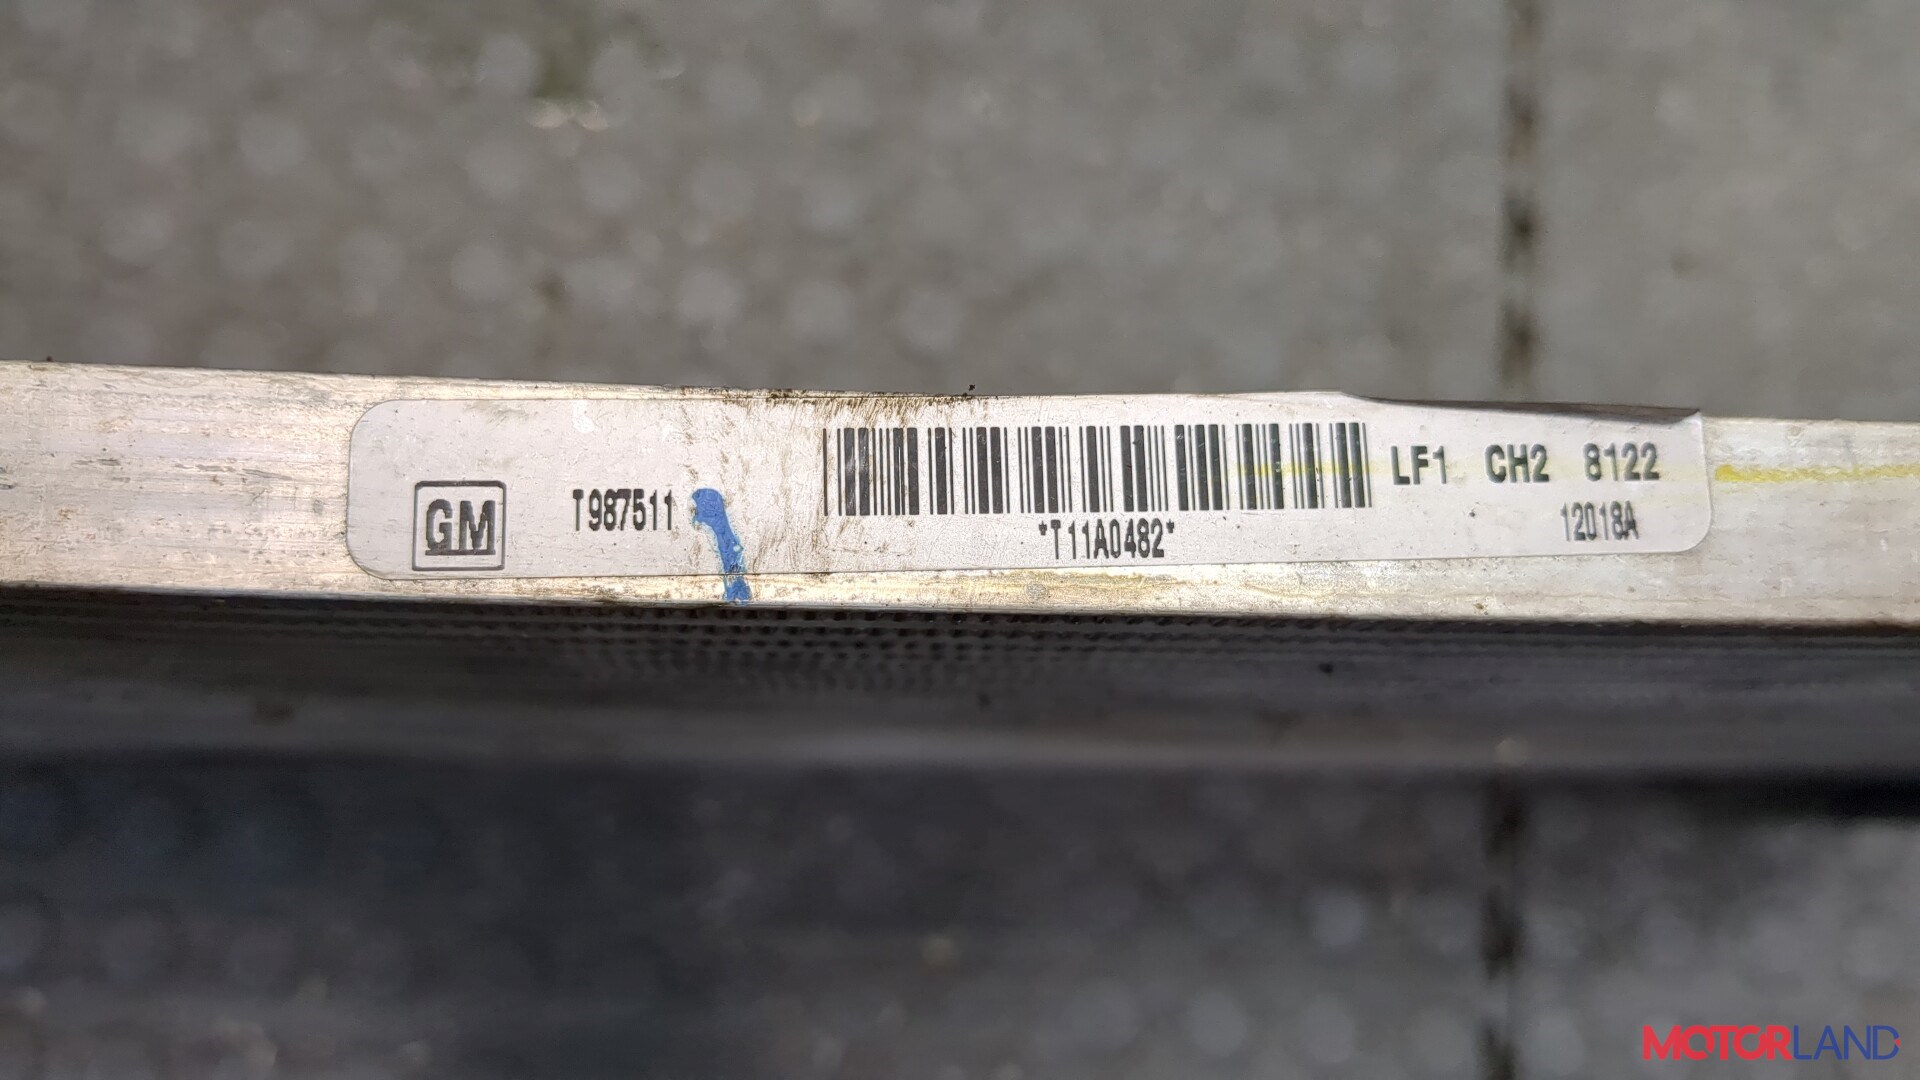 GM
T987511
*T11A0482*
LF1 CH2 8122
12018A
MOTORLAND